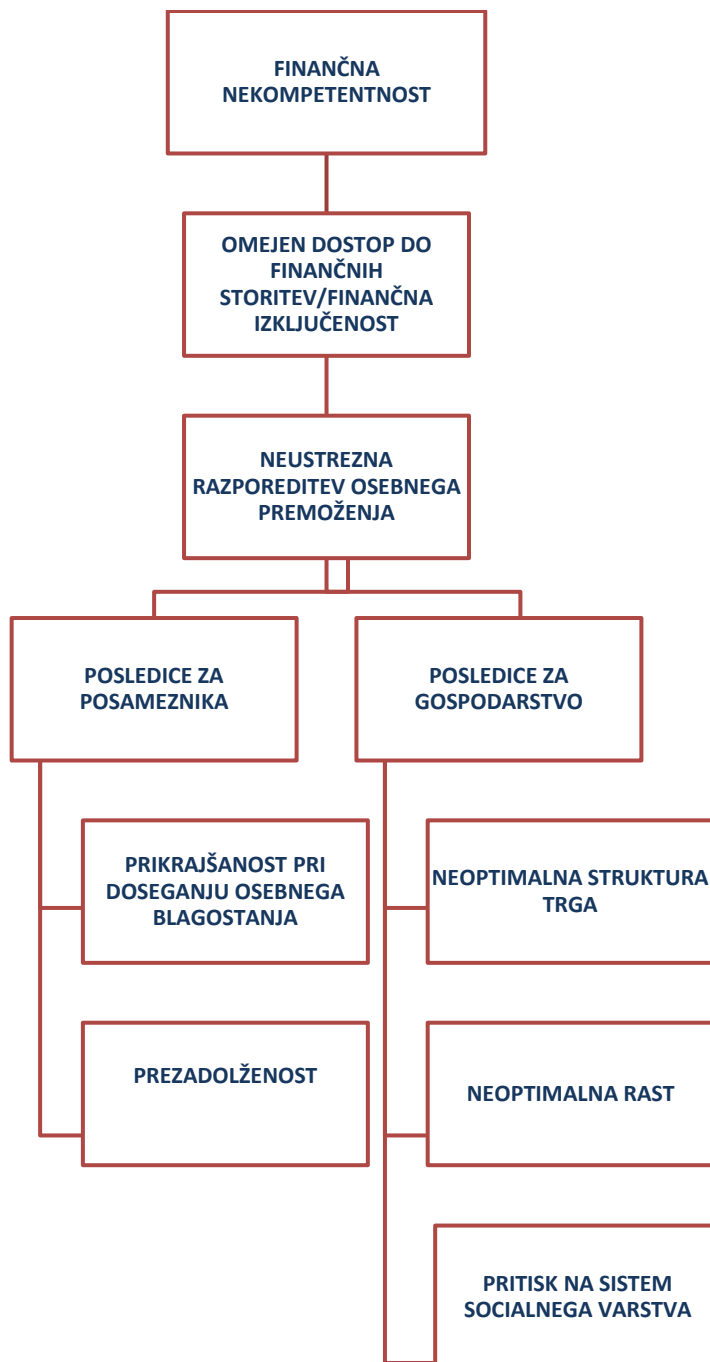 FINANČNA
NEKOMPETENTNOST
OMEJEN DOSTOP DO
FINANČNIH
STORITEV/FINANČNA
IZKLJUČENOST
NEUSTREZNA
RAZPOREDITEV OSEBNEGA
PREMOŽENJA
POSLEDICE ZA
POSAMEZNIKA
PRIKRAJŠANOST PRI
DOSEGANJU OSEBNEGA
BLAGOSTANJA
PREZADOLŽENOST
POSLEDICE ZA
GOSPODARSTVO
NEOPTIMALNA STRUKTURA
TRGA
NEOPTIMALNA RAST
PRITISK NA SISTEM
SOCIALNEGA VARSTVA